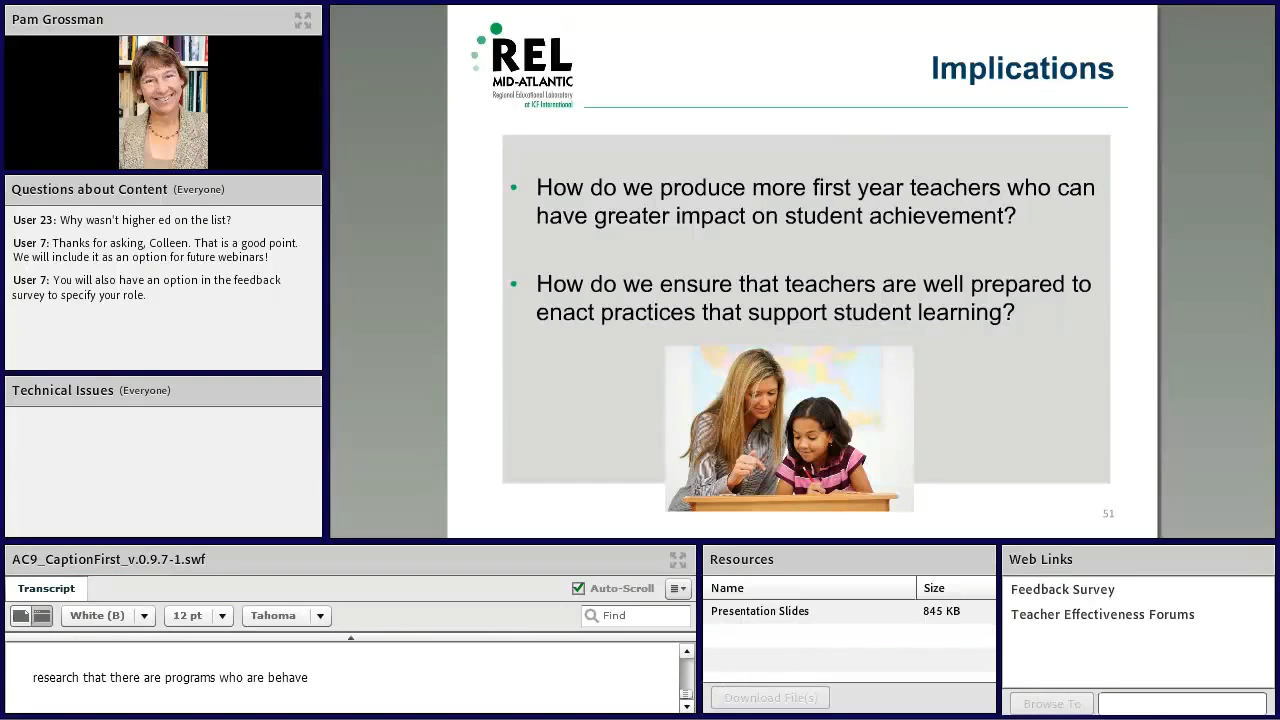 Pam Grossman
Questions about Content (Everyone)
User 23: Why wasn't higher ed on the list?
User 7: Thanks for asking, Colleen. That is a good point.
We will include it as an option for future webinars!
User 7: You will also have an option in the feedback
survey to specify your role.
Technical Issues (Everyone)
REL
MID-ATLANTIC
Regional Educational Laboratory
at ICF International
Implications
• How do we produce more first year teachers who can
have greater impact on student achievement?
• How do we ensure that teachers are well prepared to
enact practices that support student learning?
51
AC9_CaptionFirst_v.0.9.7-1.swf
Transcript
Auto-Scroll
White (B)
12 pt
Tahoma
Find
research that there are programs who are behave
Resources
Name Size
Presentation Slides 845 KB
Download File(s)
Web Links
Feedback Survey
Teacher Effectiveness Forums
Browse To